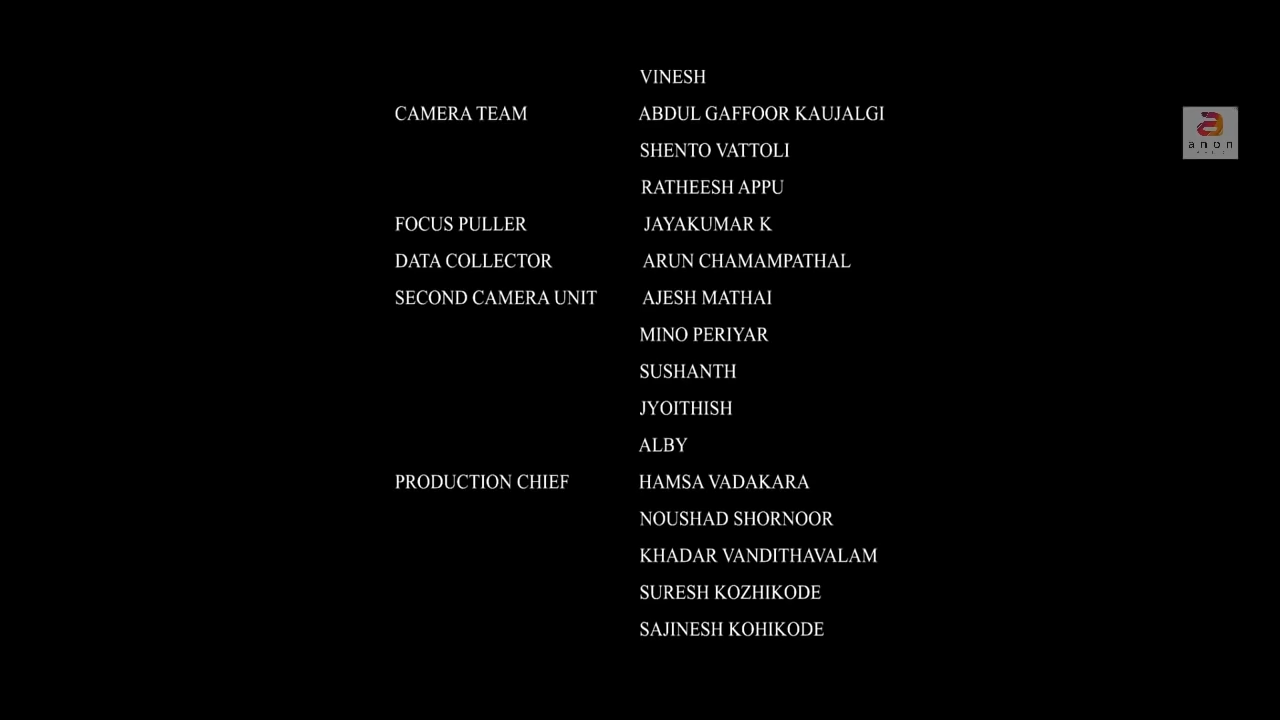 VINESH
CAMERA TEAM ABDUL GAFFOOR KAUJALGI
SHENTO VATTOLI
RATHEESH APPU
FOCUS PULLER JAYAKUMAR K
DATA COLLECTOR ARUN CHAMAMPATHAL
SECOND CAMERA UNIT AJESH MATHAI
MINO PERIYAR
SUSHANTH
JYOITHISH
ALBY
PRODUCTION CHIEF HAMSA VADAKARA
NOUSHAD SHORNOOR
KHADAR VANDITHAVALAM
SURESH KOZHIKODE
SAJINESH KOHIKODE
anon